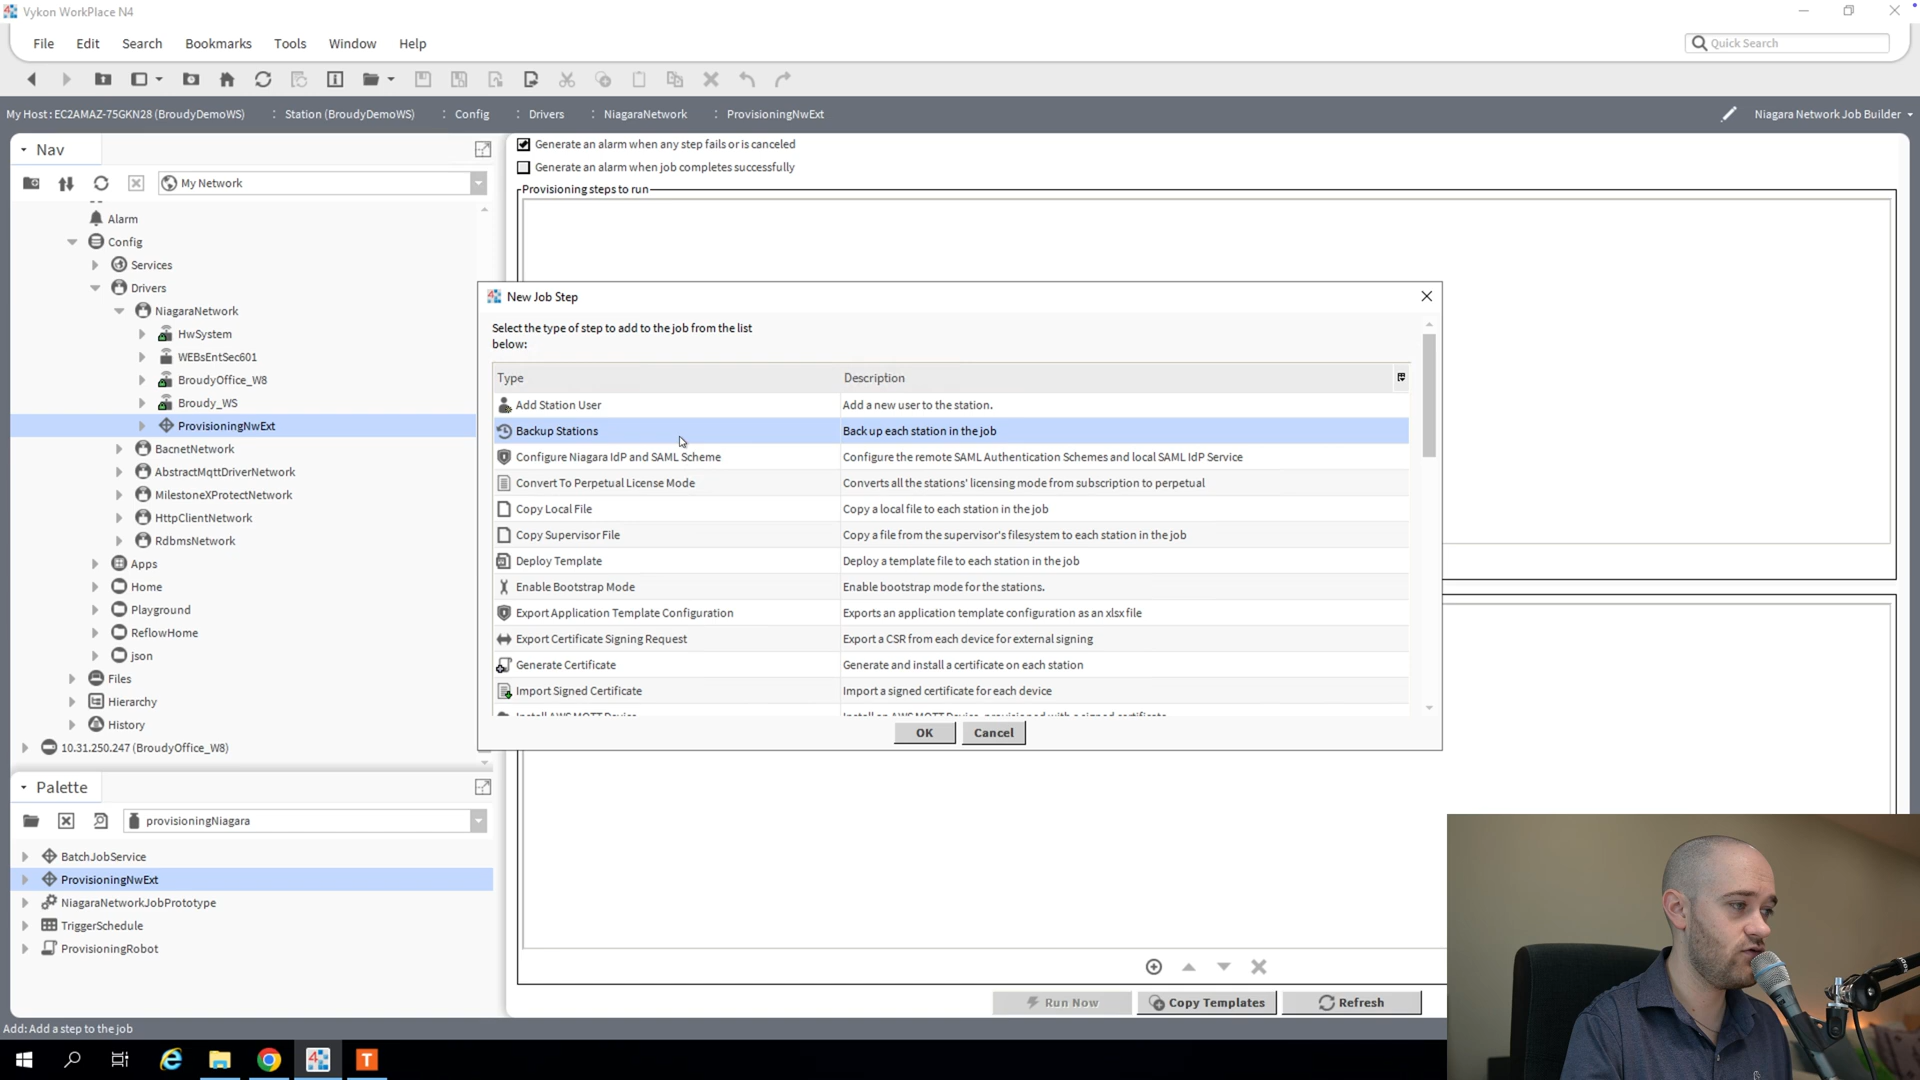 Vykon WorkPlace N4
File Edit Search Bookmarks Tools Window Help
Quick Search
My Host : EC2AMAZ-75GKN28 (BroudyDemoWS) : Station (BroudyDemoWS) : Config : Drivers : NiagaraNetwork : ProvisioningNwExt
Niagara Network Job Builder
Nav
My Network
Alarm
Config
Services
Drivers
NiagaraNetwork
HwSystem
WEBsEntSec601
BroudyOffice_W8
Broudy_WS
ProvisioningNwExt
BacnetNetwork
AbstractMqttDriverNetwork
MilestoneXProtectNetwork
HttpClientNetwork
RdbmsNetwork
Apps
Home
Playground
ReflowHome
json
Files
Hierarchy
History
10.31.250.247 (BroudyOffice_W8)
Palette
provisioningNiagara
BatchJobService
ProvisioningNwExt
NiagaraNetworkJobPrototype
TriggerSchedule
ProvisioningRobot
Generate an alarm when any step fails or is canceled
Generate an alarm when job completes successfully
Provisioning steps to run
New Job Step
Select the type of step to add to the job from the list
below:
Type Description
Add Station User Add a new user to the station.
Backup Stations Back up each station in the job
Configure Niagara IdP and SAML Scheme Configure the remote SAML Authentication Schemes and local SAML IdP Service
Convert To Perpetual License Mode Converts all the stations' licensing mode from subscription to perpetual
Copy Local File Copy a local file to each station in the job
Copy Supervisor File Copy a file from the supervisor's filesystem to each station in the job
Deploy Template Deploy a template file to each station in the job
Enable Bootstrap Mode Enable bootstrap mode for the stations.
Export Application Template Configuration Exports an application template configuration as an xlsx file
Export Certificate Signing Request Export a CSR from each device for external signing
Generate Certificate Generate and install a certificate on each station
Import Signed Certificate Import a signed certificate for each device
Install AWS MQTT Device Install an AWS MQTT Device, provisioned with a signed certificate
OK Cancel
Run Now Copy Templates Refresh
Add: Add a step to the job